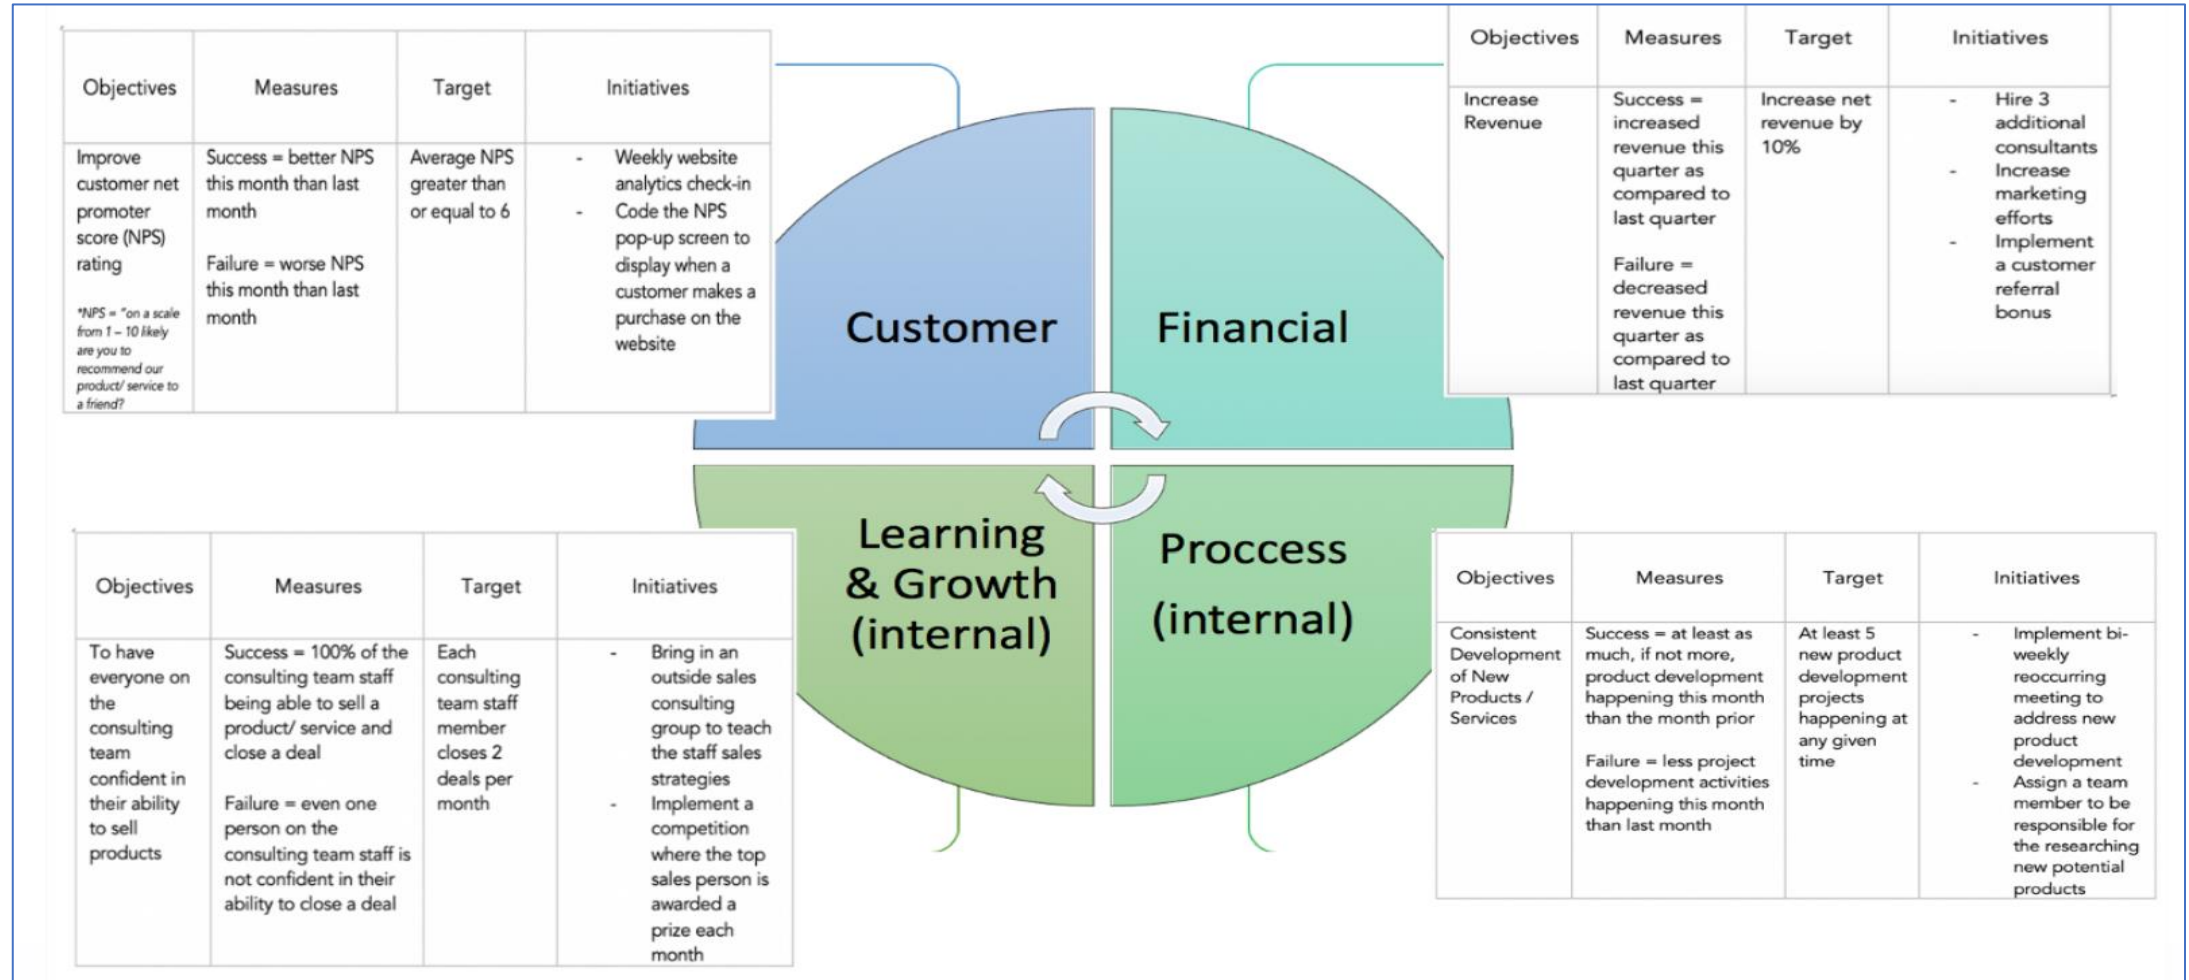 Objectives
Measures
Target
Initiatives
Improve
customer net
promoter
score (NPS)
rating
*NPS = "on a scale
from 1 – 10 likely
are you to
recommend our
product/ service to
a friend?
Success = better NPS
this month than last
month
Failure = worse NPS
this month than last
month
Average NPS
greater than
or equal to 6
- Weekly website
analytics check-in
- Code the NPS
pop-up screen to
display when a
customer makes a
purchase on the
website
Customer
Financial
Objectives
Measures
Target
Initiatives
Increase
Revenue
Success =
increased
revenue this
quarter as
compared to
last quarter
Failure =
decreased
revenue this
quarter as
compared to
last quarter
Increase net
revenue by
10%
- Hire 3
additional
consultants
- Increase
marketing
efforts
- Implement
a customer
referral
bonus
Objectives
Measures
Target
Initiatives
To have
everyone on
the
consulting
team
confident in
their ability
to sell
products
Success = 100% of the
consulting team staff
being able to sell a
product/ service and
close a deal
Failure = even one
person on the
consulting team staff is
not confident in their
ability to close a deal
Each
consulting
team staff
member
closes 2
deals per
month
- Bring in an
outside sales
consulting
group to teach
the staff sales
strategies
- Implement a
competition
where the top
sales person is
awarded a
prize each
month
Learning
& Growth
(internal)
Proccess
(internal)
Objectives
Measures
Target
Initiatives
Consistent
Development
of New
Products /
Services
Success = at least as
much, if not more,
product development
happening this month
than the month prior
Failure = less project
development activities
happening this month
than last month
At least 5
new product
development
projects
happening at
any given
time
- Implement bi-
weekly
reoccurring
meeting to
address new
product
development
- Assign a team
member to be
responsible for
the researching
new potential
products